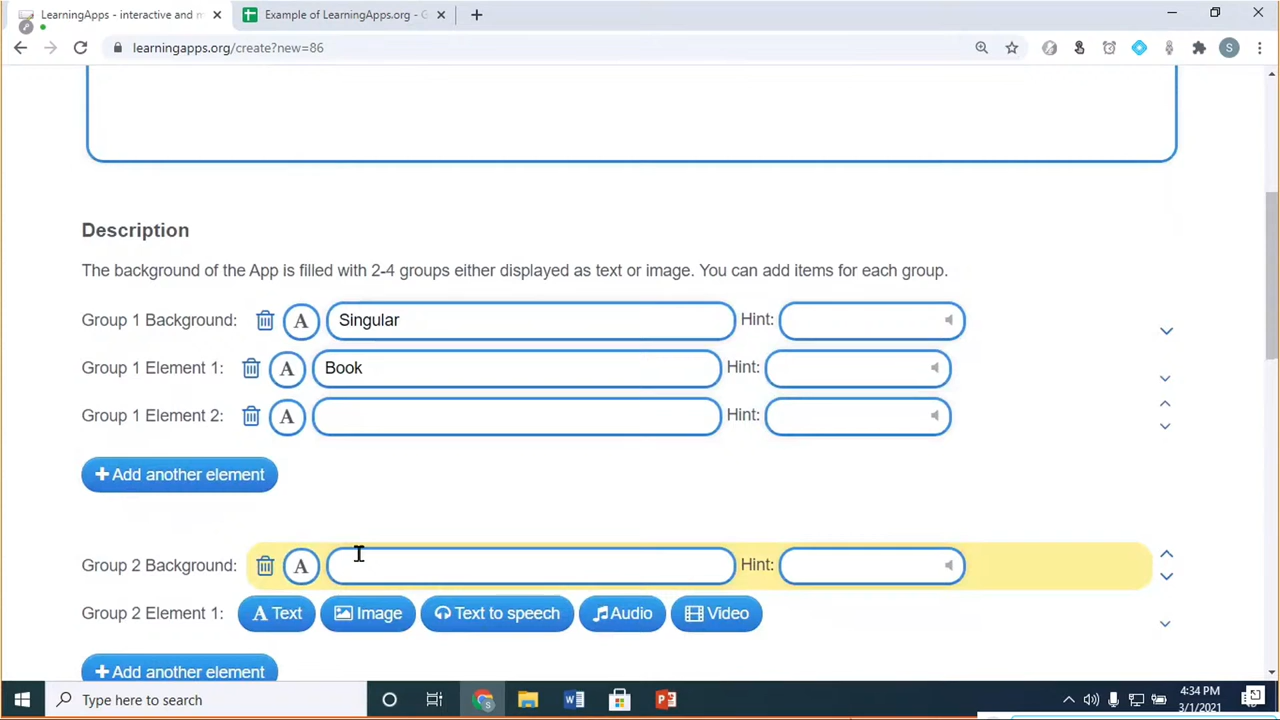 LearningApps - interactive and m
Example of LearningApps.org - G
learningapps.org/create?new=86
S
Description
The background of the App is filled with 2-4 groups either displayed as text or image. You can add items for each group.
Group 1 Background: A Singular Hint:
Group 1 Element 1: A Book Hint:
Group 1 Element 2: A Hint:
+ Add another element
Group 2 Background: A Hint:
Group 2 Element 1: A Text Image Text to speech Audio Video
+ Add another element
Type here to search
4:34 PM
3/1/2021